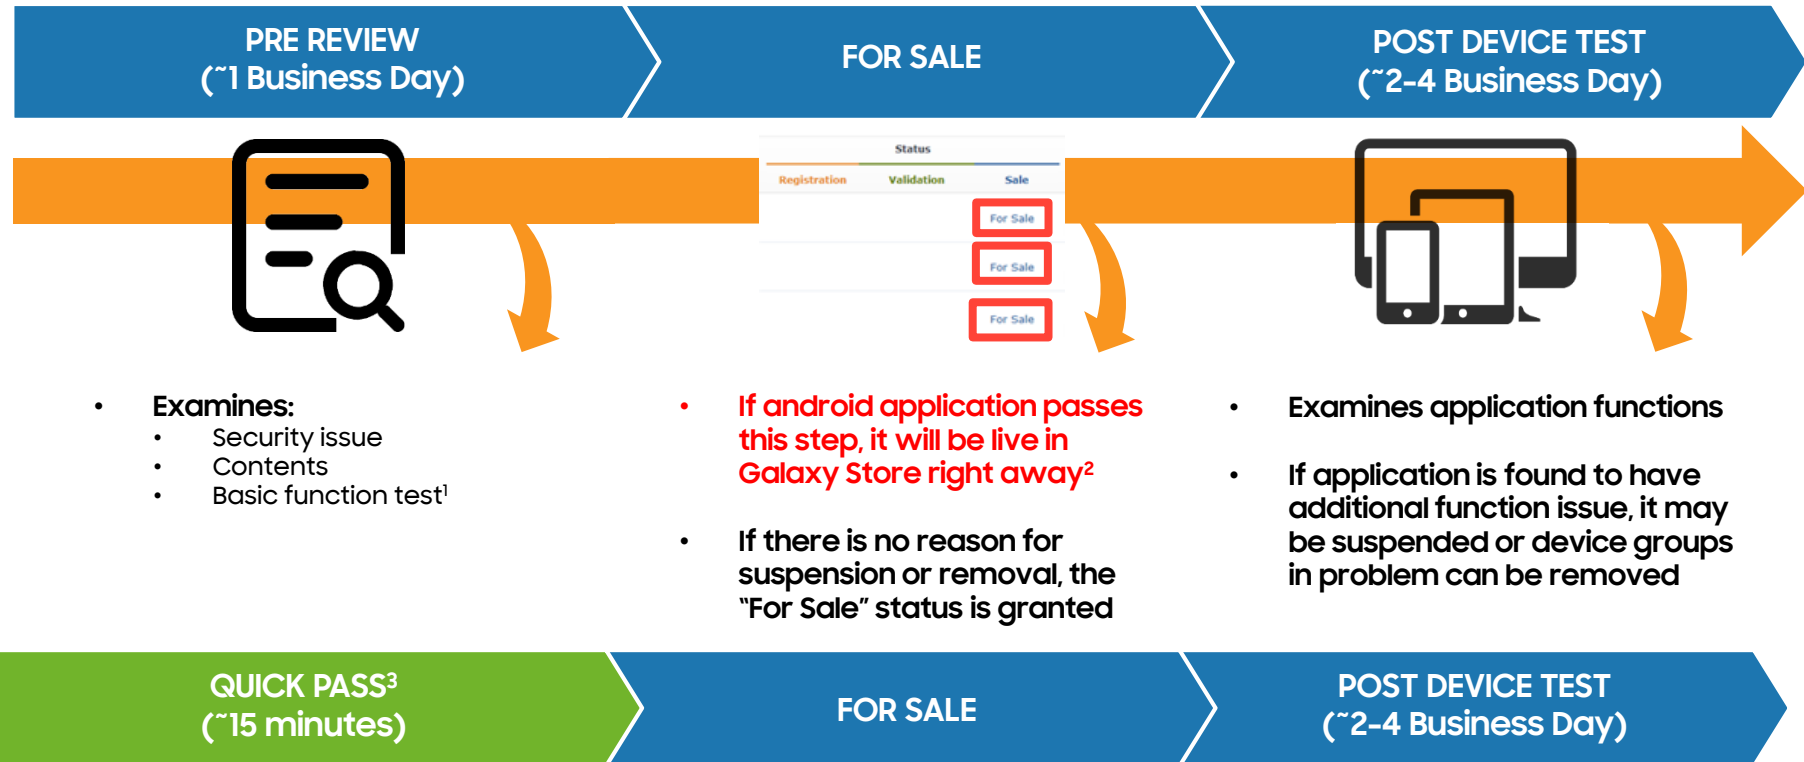 PRE REVIEW
(~1 Business Day)
FOR SALE
POST DEVICE TEST
(~2-4 Business Day)
Status
Registration Validation Sale
For Sale
For Sale
For Sale
• Examines:
• Security issue
• Contents
• Basic function test¹
• If android application passes
this step, it will be live in
Galaxy Store right away²
• If there is no reason for
suspension or removal, the
“For Sale” status is granted
• Examines application functions
• If application is found to have
additional function issue, it may
be suspended or device groups
in problem can be removed
QUICK PASS³
(~15 minutes)
FOR SALE
POST DEVICE TEST
(~2-4 Business Day)